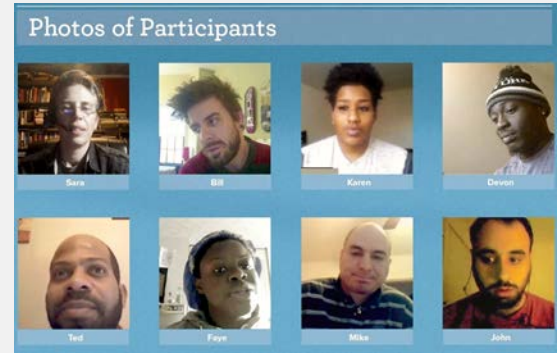 Photos of Participants
Sara
Bill
Karen
Devon
Ted
Faye
Mike
John